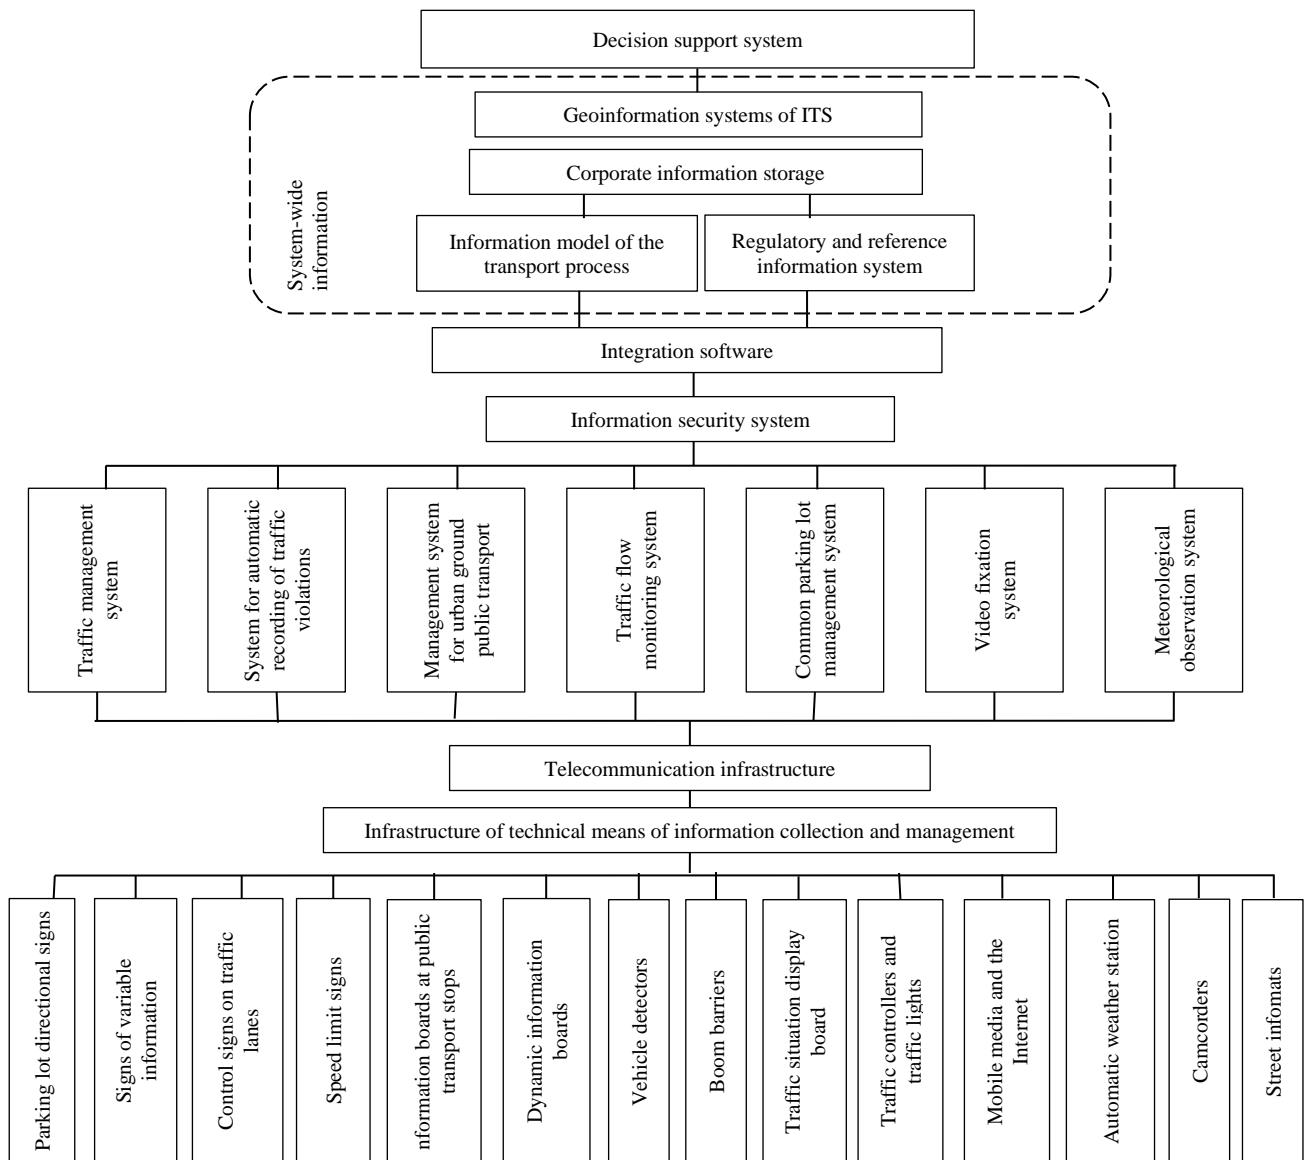 Decision support system
Geoinformation systems of ITS
Corporate information storage
System-wide
information
Information model of the
transport process
Regulatory and reference
information system
Integration software
Information security system
Traffic management
system
System for automatic
recording of traffic
violations
Management system
for urban ground
public transport
Traffic flow
monitoring system
Common parking lot
management system
Video fixation
system
Meteorological
observation system
Telecommunication infrastructure
Infrastructure of technical means of information collection and management
Parking lot directional signs
Signs of variable
information
Control signs on traffic
lanes
Speed limit signs
nformation boards at public
transport stops
Dynamic information
boards
Vehicle detectors
Boom barriers
Traffic situation display
board
Traffic controllers and
traffic lights
Mobile media and the
Internet
Automatic weather station
Camcorders
Street infomats